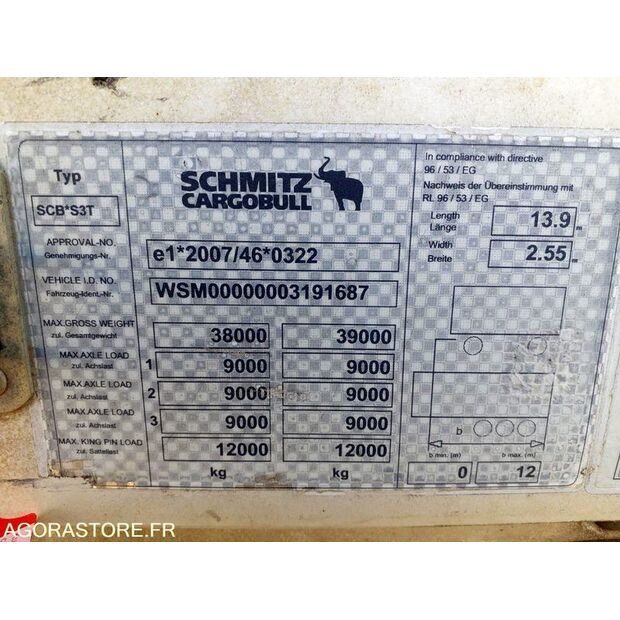 Typ
SCB*S3T
SCHMITZ
CARGOBULL
In compliance with directive
96 / 53 / EG
Nachweis der Übereinstimmung mit
RL 96 / 53 / EG
Length
Länge
13.9 m
Width
Breite
2.55 m
APPROVAL-NO.
Genehmigungs-Nr.
e1*2007/46*0322
VEHICLE I.D. NO.
Fahrzeug-Ident.-Nr.
WSM00000003191687
MAX.GROSS WEIGHT
zul. Gesamtgewicht
38000 39000
MAX.AXLE LOAD
zul. Achslast
1 9000 9000
MAX.AXLE LOAD
zul. Achslast
2 9000 9000
MAX.AXLE LOAD
zul. Achslast
3 9000 9000
MAX. KING PIN LOAD
zul. Sattellast
12000 12000
kg kg
b
b min. (m) b max. (m)
0 12
AGORASTORE.FR